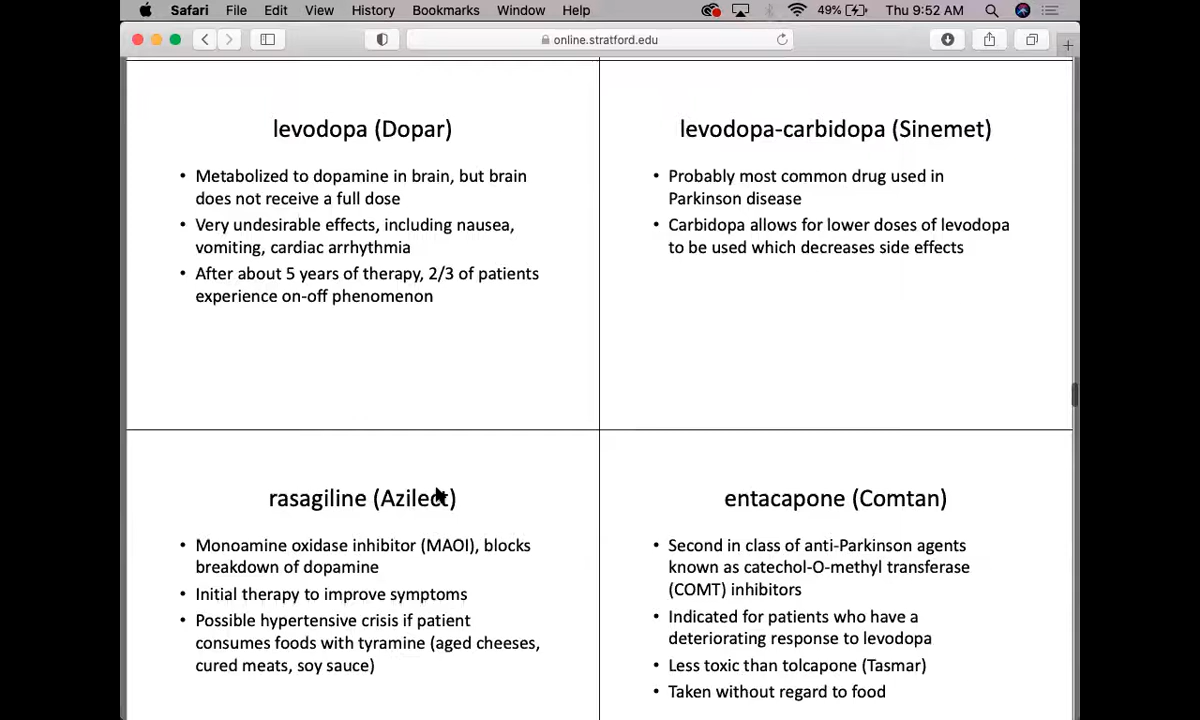 Safari File Edit View History Bookmarks Window Help 49% Thu 9:52 AM
online.stratford.edu
levodopa (Dopar)
• Metabolized to dopamine in brain, but brain
does not receive a full dose
• Very undesirable effects, including nausea,
vomiting, cardiac arrhythmia
• After about 5 years of therapy, 2/3 of patients
experience on-off phenomenon
levodopa-carbidopa (Sinemet)
• Probably most common drug used in
Parkinson disease
• Carbidopa allows for lower doses of levodopa
to be used which decreases side effects
rasagiline (Azilect)
• Monoamine oxidase inhibitor (MAOI), blocks
breakdown of dopamine
• Initial therapy to improve symptoms
• Possible hypertensive crisis if patient
consumes foods with tyramine (aged cheeses,
cured meats, soy sauce)
entacapone (Comtan)
• Second in class of anti-Parkinson agents
known as catechol-O-methyl transferase
(COMT) inhibitors
• Indicated for patients who have a
deteriorating response to levodopa
• Less toxic than tolcapone (Tasmar)
• Taken without regard to food